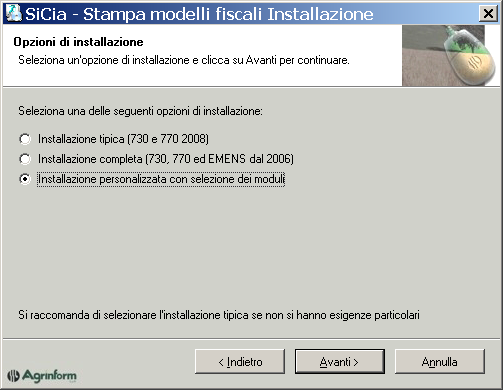 SiCia - Stampa modelli fiscali Installazione
Opzioni di installazione
Seleziona un'opzione di installazione e clicca su Avanti per continuare.
Seleziona una delle seguenti opzioni di installazione:
Installazione tipica (730 e 770 2008)
Installazione completa (730, 770 ed EMENS dal 2006)
Installazione personalizzata con selezione dei moduli
Si raccomanda di selezionare l'installazione tipica se non si hanno esigenze particolari
Agrinform
< Indietro
Avanti >
Annulla